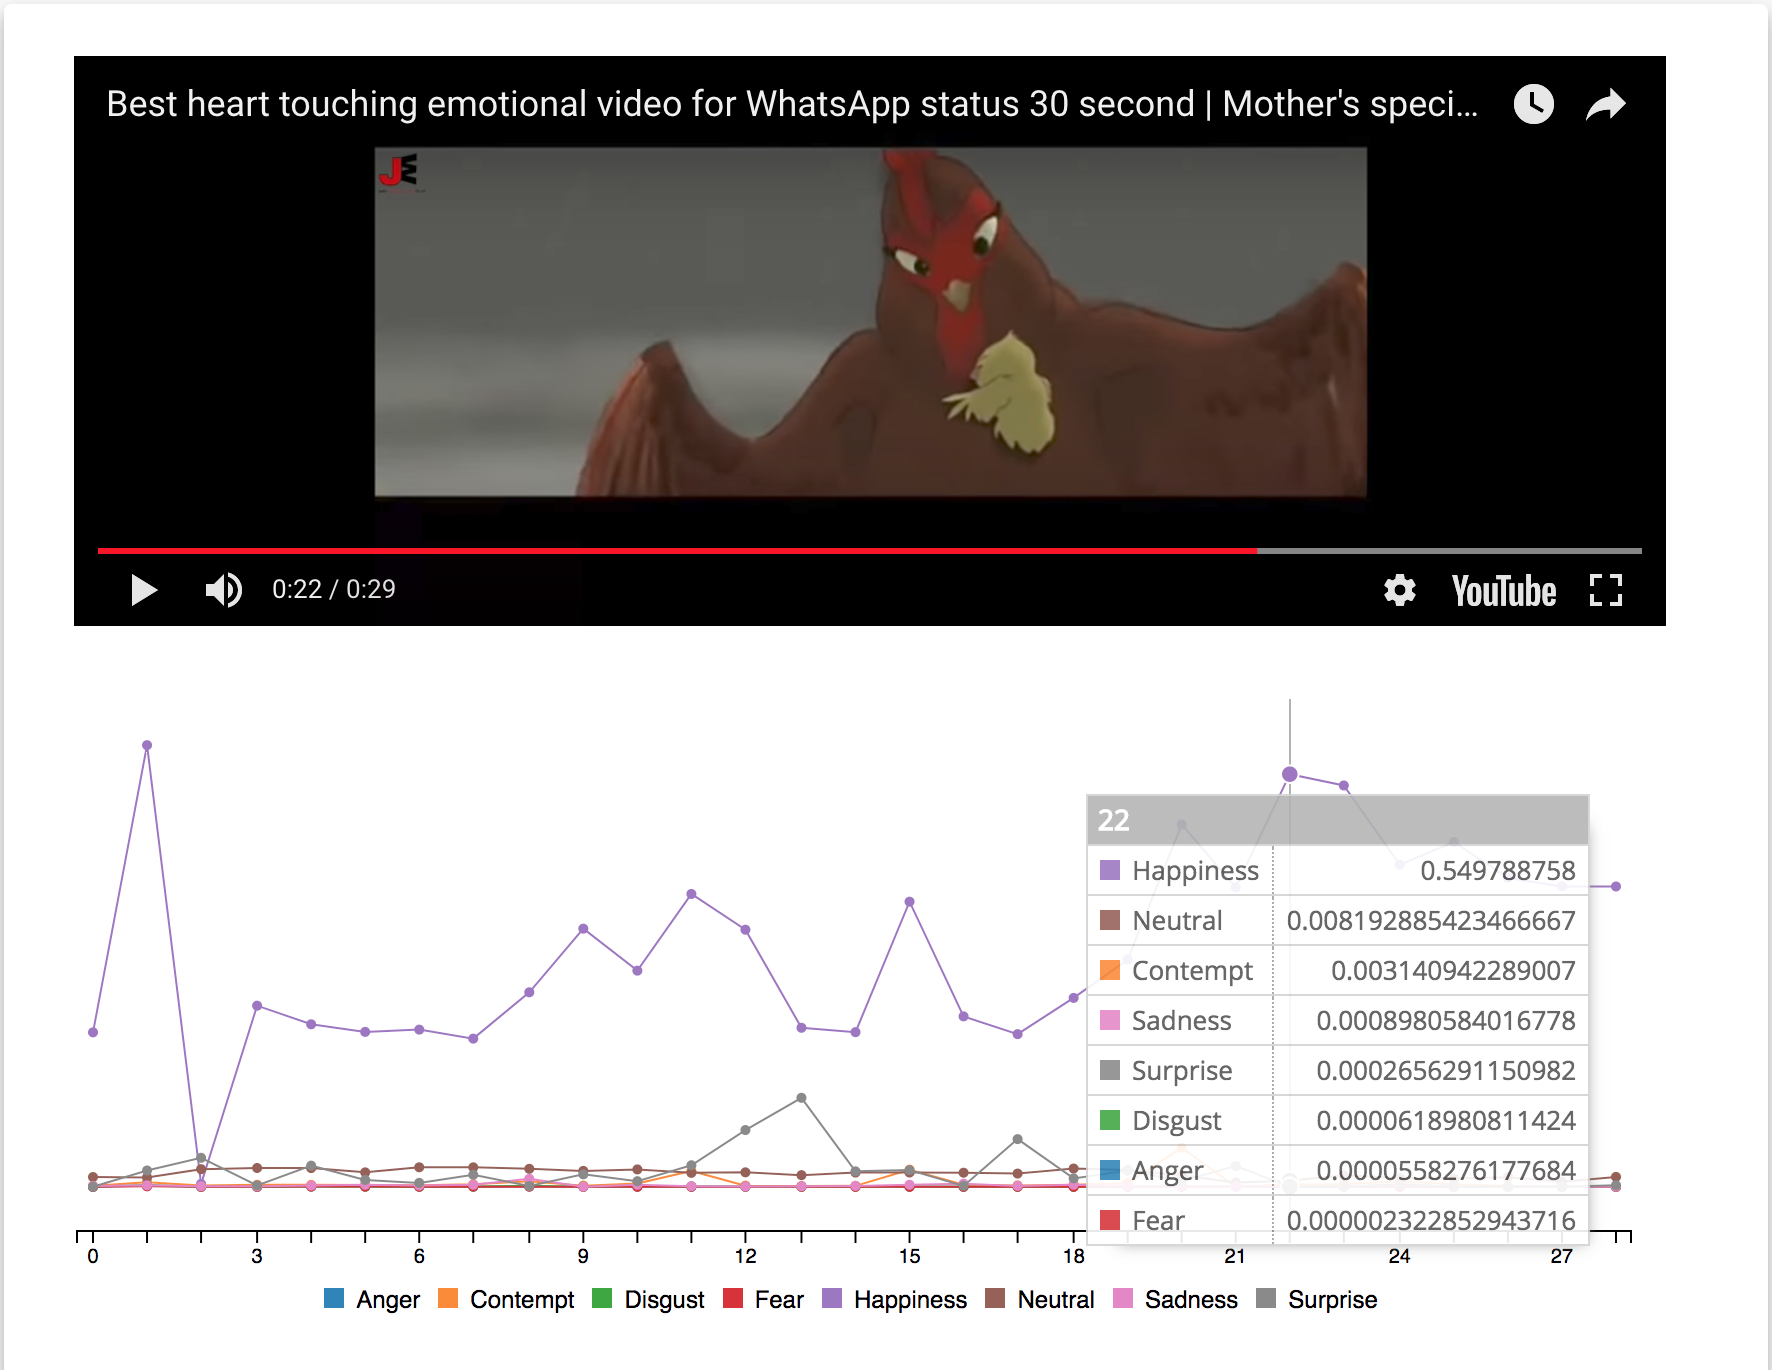 Best heart touching emotional video for WhatsApp status 30 second | Mother's speci...
JE
0:22 / 0:29
YouTube
22
Happiness 0.549788758
Neutral 0.008192885423466667
Contempt 0.003140942289007
Sadness 0.0008980584016778
Surprise 0.0002656291150982
Disgust 0.0000618980811424
Anger 0.0000558276177684
Fear 0.000002322852943716
0 3 6 9 12 15 18 21 24 27
Anger Contempt Disgust Fear Happiness Neutral Sadness Surprise